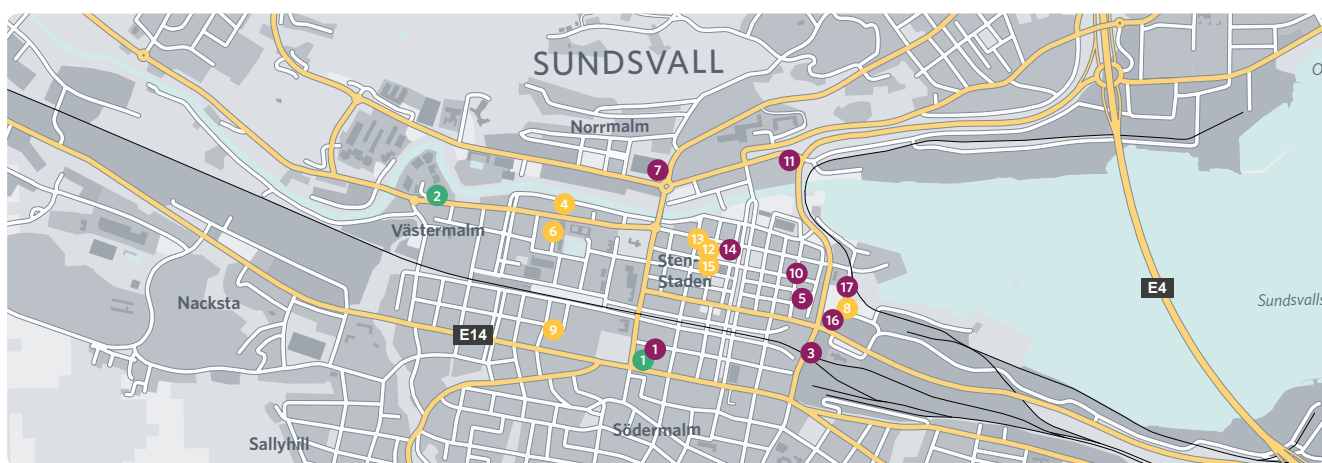 SUNDSVALL
O
Norrmalm
11
7
2
4
Västermalm
6
13
12
14
Sten-
Staden
15
10
Nacksta
5
17
8
E4
Sundsvalls
16
E14
9
1
1
3
Södermalm
Sallyhill